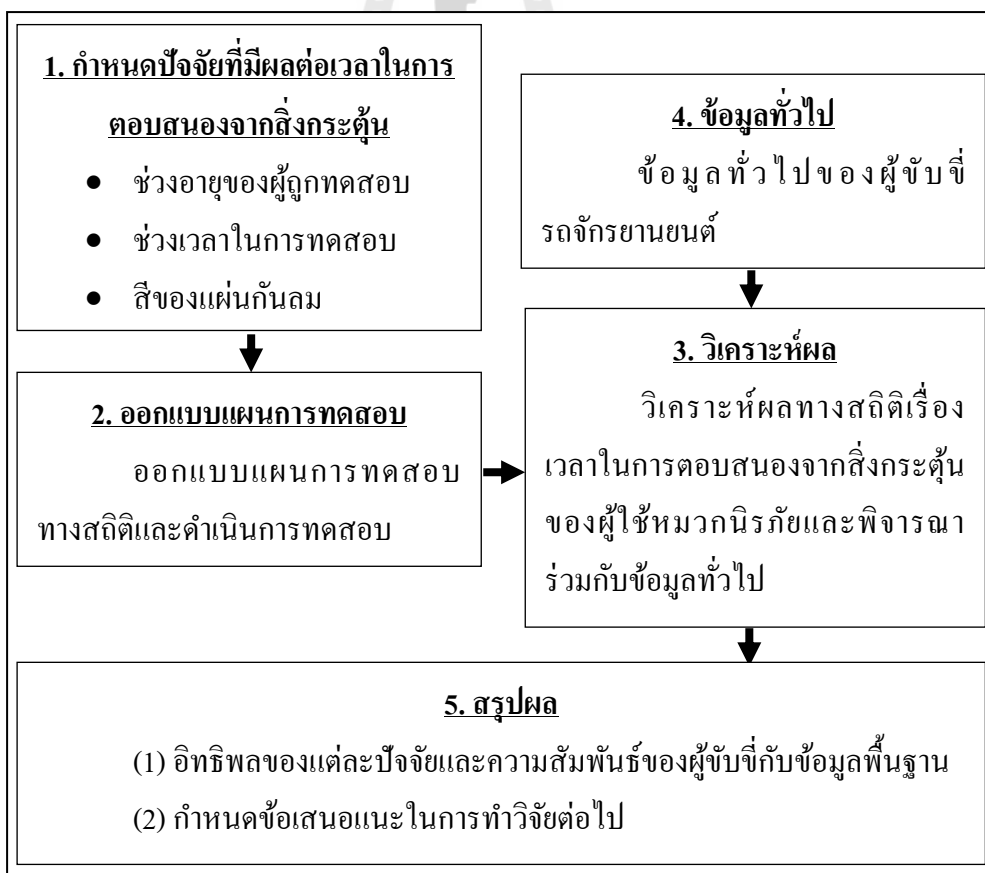 1. กำหนดปัจจัยที่มีผลต่อเวลาในการ
ตอบสนองจากสิ่งกระตุ้น
● ช่วงอายุของผู้ถูกทดสอบ
● ช่วงเวลาในการทดสอบ
● สีของแผ่นกันลม
2. ออกแบบแผนการทดสอบ
ออกแบบแผนการทดสอบ
ทางสถิติและดำเนินการทดสอบ
4. ข้อมูลทั่วไป
ข้อมูลทั่วไปของผู้ขับขี่
รถจักรยานยนต์
3. วิเคราะห์ผล
วิเคราะห์ผลทางสถิติเรื่อง
เวลาในการตอบสนองจากสิ่งกระตุ้น
ของผู้ใช้หมวกนิรภัยและพิจารณา
ร่วมกับข้อมูลทั่วไป
5. สรุปผล
(1) อิทธิพลของแต่ละปัจจัยและความสัมพันธ์ของผู้ขับขี่กับข้อมูลพื้นฐาน
(2) กำหนดข้อเสนอแนะในการทำวิจัยต่อไป